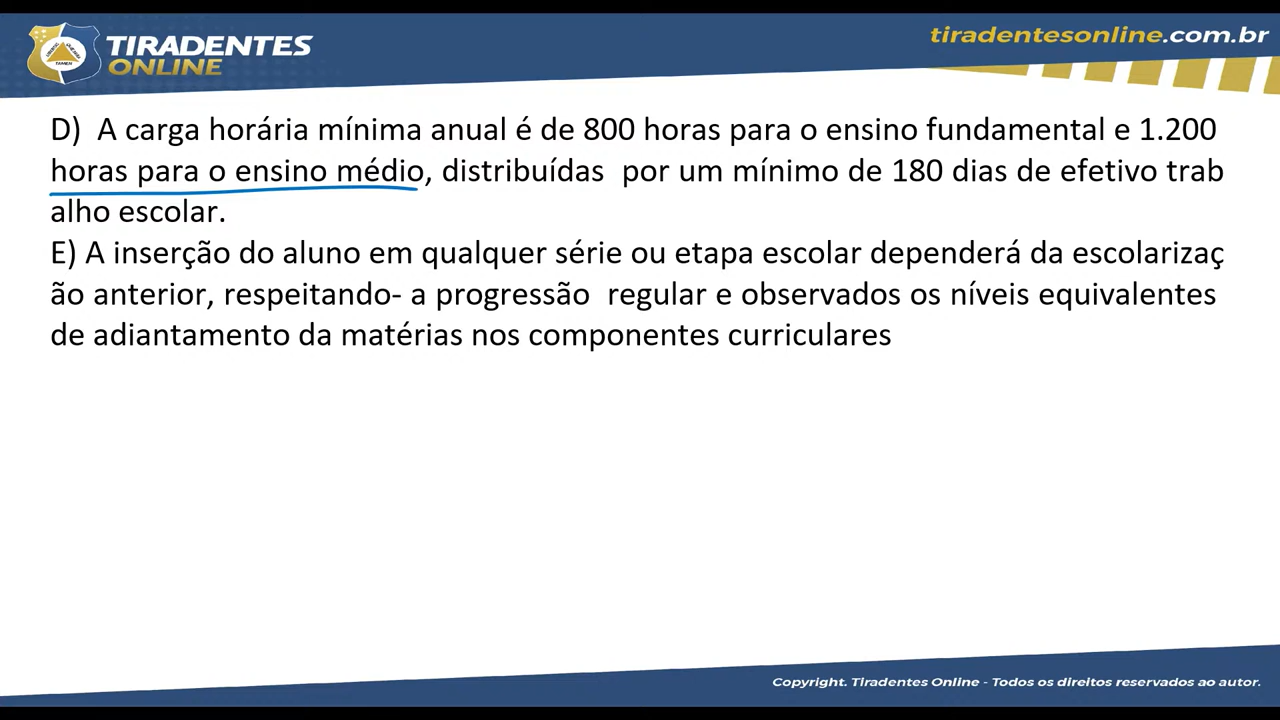 TIRADENTES
ONLINE
tiradentesonline.com.br
D) A carga horária mínima anual é de 800 horas para o ensino fundamental e 1.200
horas para o ensino médio, distribuídas por um mínimo de 180 dias de efetivo trab
alho escolar.
E) A inserção do aluno em qualquer série ou etapa escolar dependerá da escolarizaç
ão anterior, respeitando- a progressão regular e observados os níveis equivalentes
de adiantamento da matérias nos componentes curriculares
Copyright. Tiradentes Online - Todos os direitos reservados ao autor.